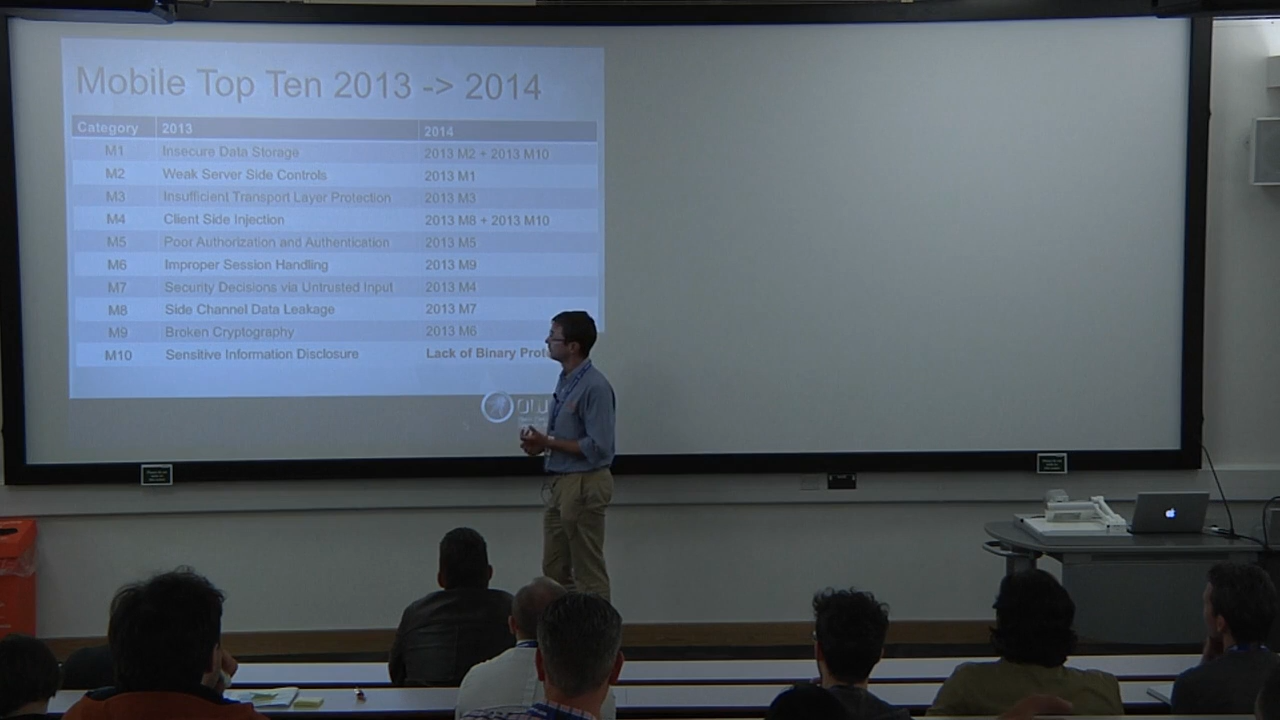 Mobile Top Ten 2013 -> 2014
Category 2013 2014
M1 Insecure Data Storage 2013 M2 + 2013 M10
M2 Weak Server Side Controls 2013 M1
M3 Insufficient Transport Layer Protection 2013 M3
M4 Client Side Injection 2013 M8 + 2013 M10
M5 Poor Authorization and Authentication 2013 M5
M6 Improper Session Handling 2013 M9
M7 Security Decisions via Untrusted Input 2013 M4
M8 Side Channel Data Leakage 2013 M7
M9 Broken Cryptography 2013 M6
M10 Sensitive Information Disclosure Lack of Binary Prot